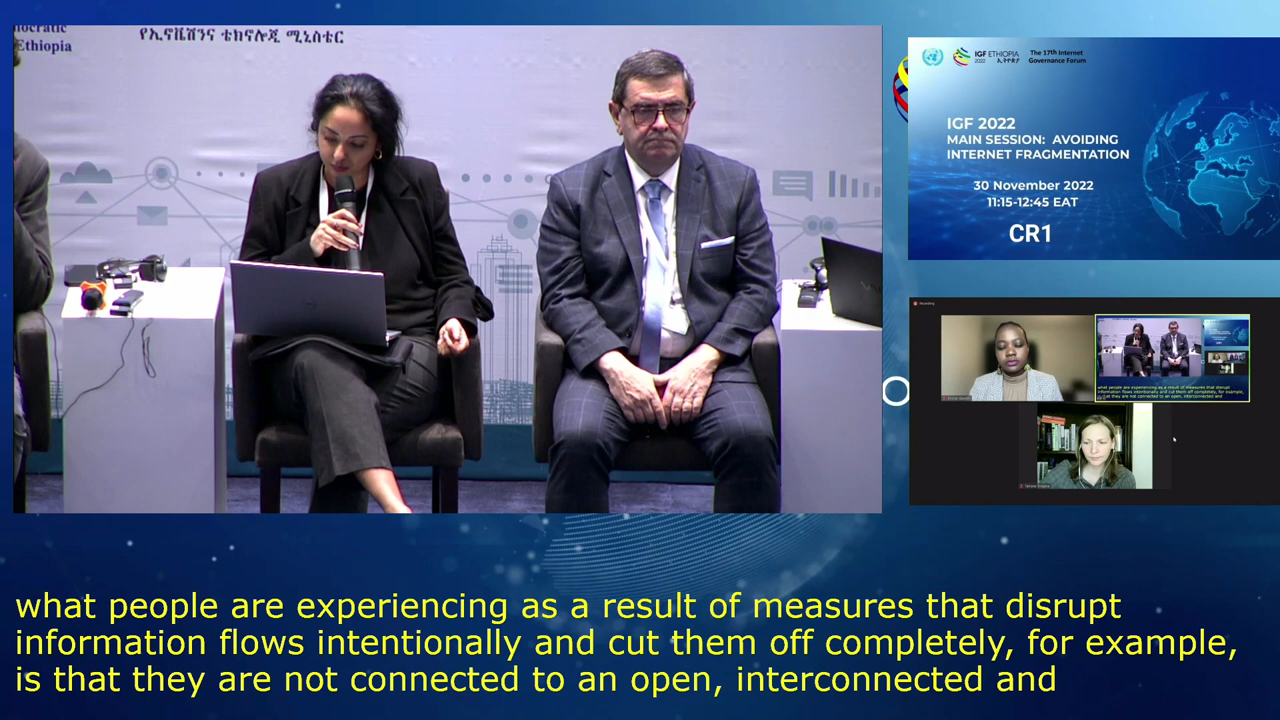 Ethiopia
የኢኖቬሽንና ቴክኖሎጂ ሚኒስቴር
IGF ETHIOPIA
2022 ኢትዮጵያ
The 17th Internet
Governance Forum
IGF 2022
MAIN SESSION: AVOIDING
INTERNET FRAGMENTATION
30 November 2022
11:15-12:45 EAT
CR1
Recording
what people are experiencing as a result of measures that disrupt
information flows intentionally and cut them off completely, for example,
is that they are not connected to an open, interconnected and